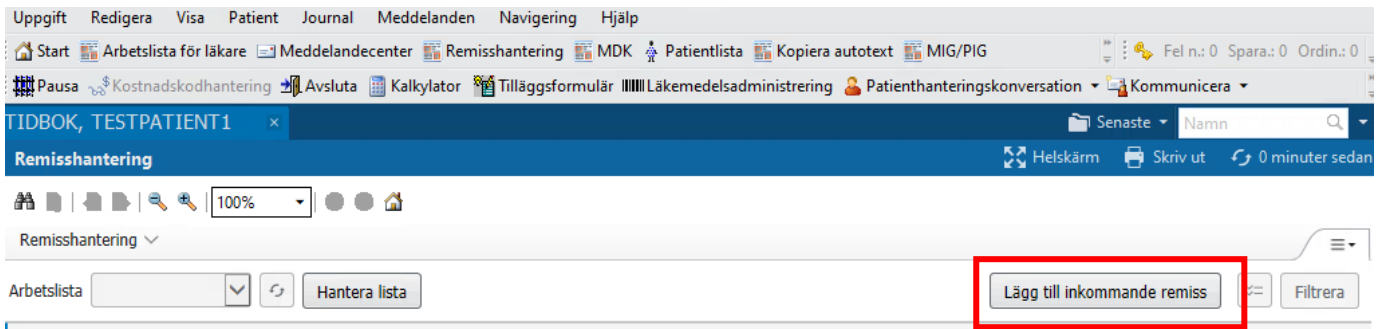 Uppgift Redigera Visa Patient Journal Meddelanden Navigering Hjälp
Start Arbetslista för läkare Meddelandecenter Remisshantering MDK Patientlista Kopiera autotext MIG/PIG Fel n.: 0 Spara.: 0 Ordin.: 0
Pausa Kostnadskodhantering Avsluta Kalkylator Tilläggsformulär Läkemedelsadministrering Patienthanteringskonversation Kommunicera
TIDBOK, TESTPATIENT1 × Senaste Namn
Remisshantering Helskärm Skriv ut 0 minuter sedan
100%
Remisshantering
Arbetslista Hantera lista Lägg till inkommande remiss Filtrera